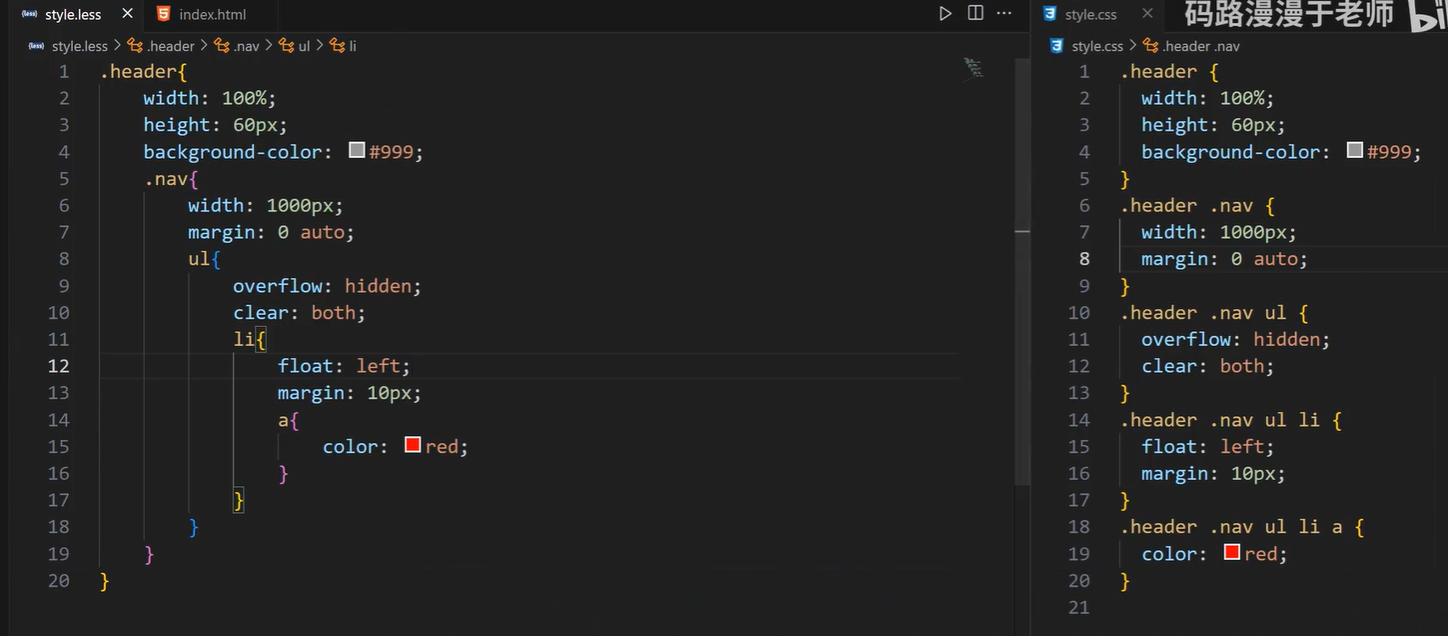 style.less
index.html
style.less > .header > .nav > ul > li
1 .header{
2 width: 100%;
3 height: 60px;
4 background-color: #999;
5 .nav{
6 width: 1000px;
7 margin: 0 auto;
8 ul{
9 overflow: hidden;
10 clear: both;
11 li{
12 float: left;
13 margin: 10px;
14 a{
15 color: red;
16 }
17 }
18 }
19 }
20 }
style.css
码路漫漫于老师
style.css > .header .nav
1 .header {
2 width: 100%;
3 height: 60px;
4 background-color: #999;
5 }
6 .header .nav {
7 width: 1000px;
8 margin: 0 auto;
9 }
10 .header .nav ul {
11 overflow: hidden;
12 clear: both;
13 }
14 .header .nav ul li {
15 float: left;
16 margin: 10px;
17 }
18 .header .nav ul li a {
19 color: red;
20 }
21